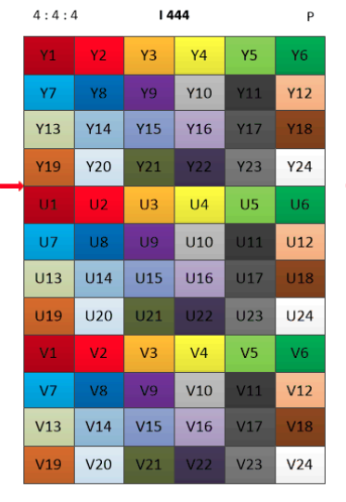 4 : 4 : 4 I 444 P
Y1 Y2 Y3 Y4 Y5 Y6
Y7 Y8 Y9 Y10 Y11 Y12
Y13 Y14 Y15 Y16 Y17 Y18
Y19 Y20 Y21 Y22 Y23 Y24
U1 U2 U3 U4 U5 U6
U7 U8 U9 U10 U11 U12
U13 U14 U15 U16 U17 U18
U19 U20 U21 U22 U23 U24
V1 V2 V3 V4 V5 V6
V7 V8 V9 V10 V11 V12
V13 V14 V15 V16 V17 V18
V19 V20 V21 V22 V23 V24